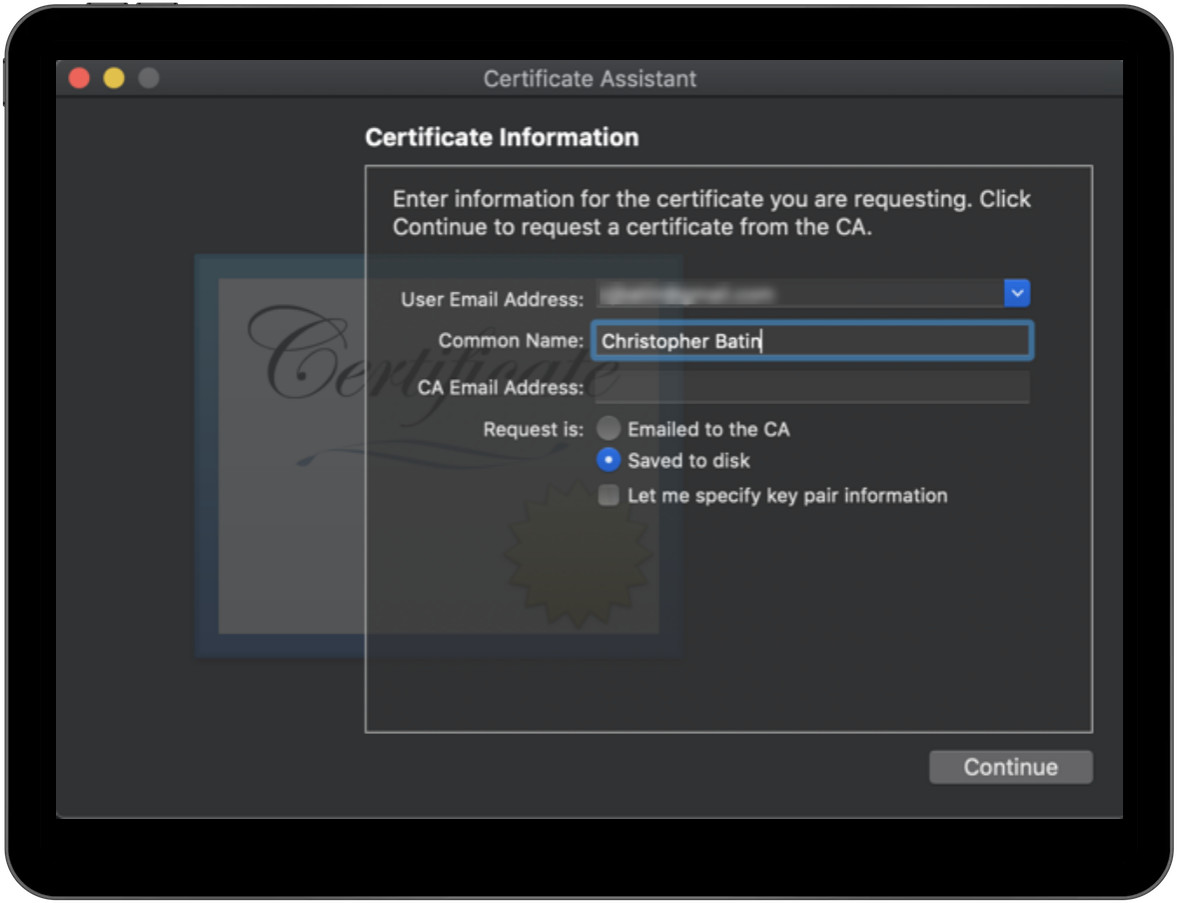 Certificate Assistant
Certificate Information
Enter information for the certificate you are requesting. Click
Continue to request a certificate from the CA.
User Email Address:
Common Name: Christopher Batin
CA Email Address:
Request is: Emailed to the CA
Saved to disk
Let me specify key pair information
Certificate
Continue